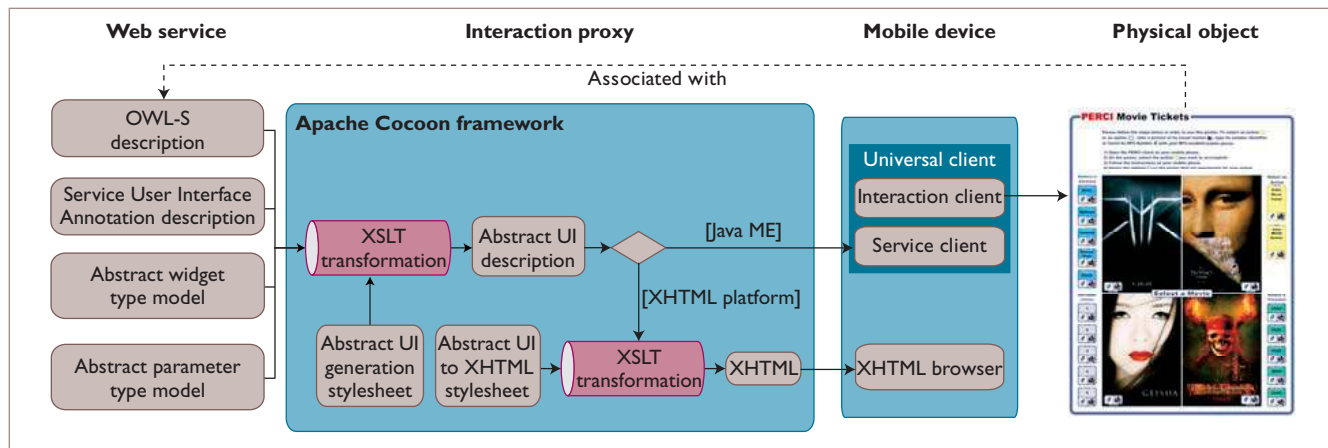 Web service
Interaction proxy
Mobile device
Physical object
Associated with
OWL-S
description
Service User Interface
Annotation description
Abstract widget
type model
Abstract parameter
type model
Apache Cocoon framework
XSLT
transformation
Abstract UI
description
[Java ME]
[XHTML platform]
Abstract UI
generation
stylesheet
Abstract UI
to XHTML
stylesheet
XSLT
transformation
XHTML
Universal client
Interaction client
Service client
XHTML browser
PERCI Movie Tickets
Select a Movie
GEISHA